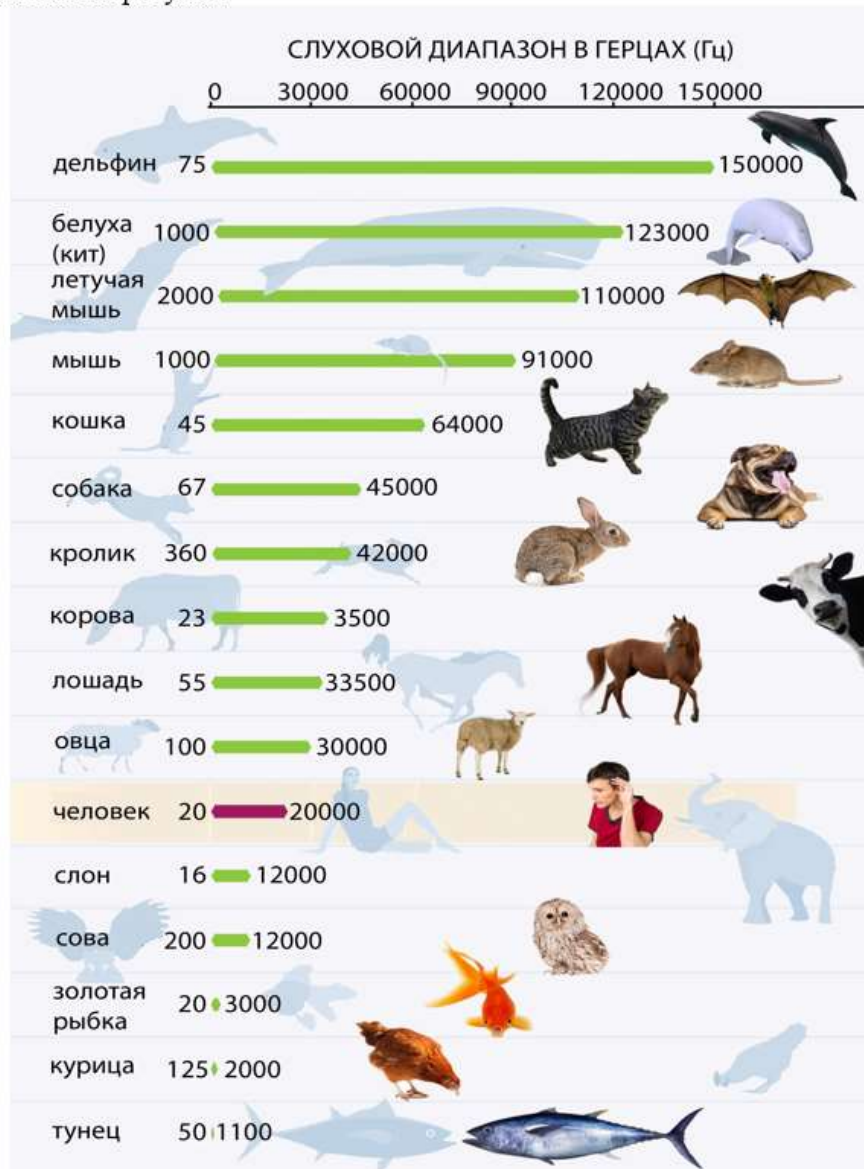 СЛУХОВОЙ ДИАПАЗОН В ГЕРЦАХ (Гц)
0 30000 60000 90000 120000 150000
дельфин 75 150000
белуха
(кит) 1000 123000
летучая
мышь 2000 110000
мышь 1000 91000
кошка 45 64000
собака 67 45000
кролик 360 42000
корова 23 3500
лошадь 55 33500
овца 100 30000
человек 20 20000
слон 16 12000
сова 200 12000
золотая
рыбка 20 3000
курица 125 2000
тунец 50 1100